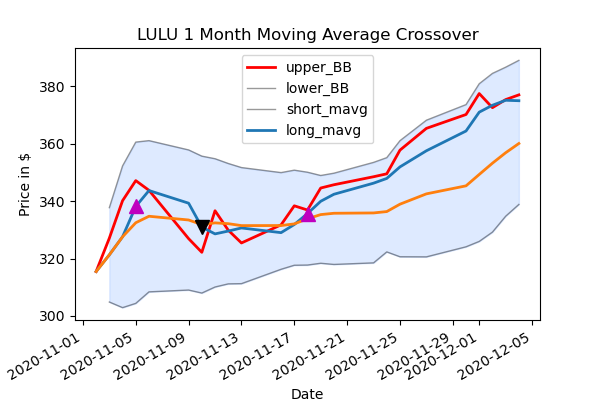 LULU 1 Month Moving Average Crossover
upper_BB
lower_BB
short_mavg
long_mavg
Price in $
380
360
340
320
300
2020-11-01
2020-11-05
2020-11-09
2020-11-13
2020-11-17
2020-11-21
2020-11-25
2020-11-29
2020-12-01
2020-12-05
Date